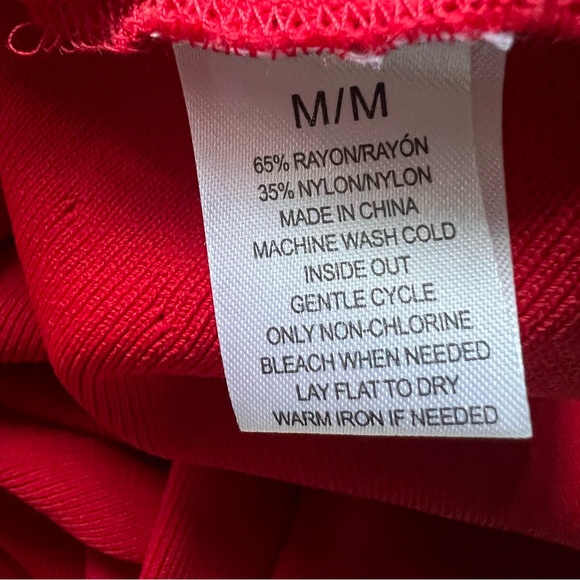 M/M
65% RAYON/RAYÓN
35% NYLON/NYLON
MADE IN CHINA
MACHINE WASH COLD
INSIDE OUT
GENTLE CYCLE
ONLY NON-CHLORINE
BLEACH WHEN NEEDED
LAY FLAT TO DRY
WARM IRON IF NEEDED